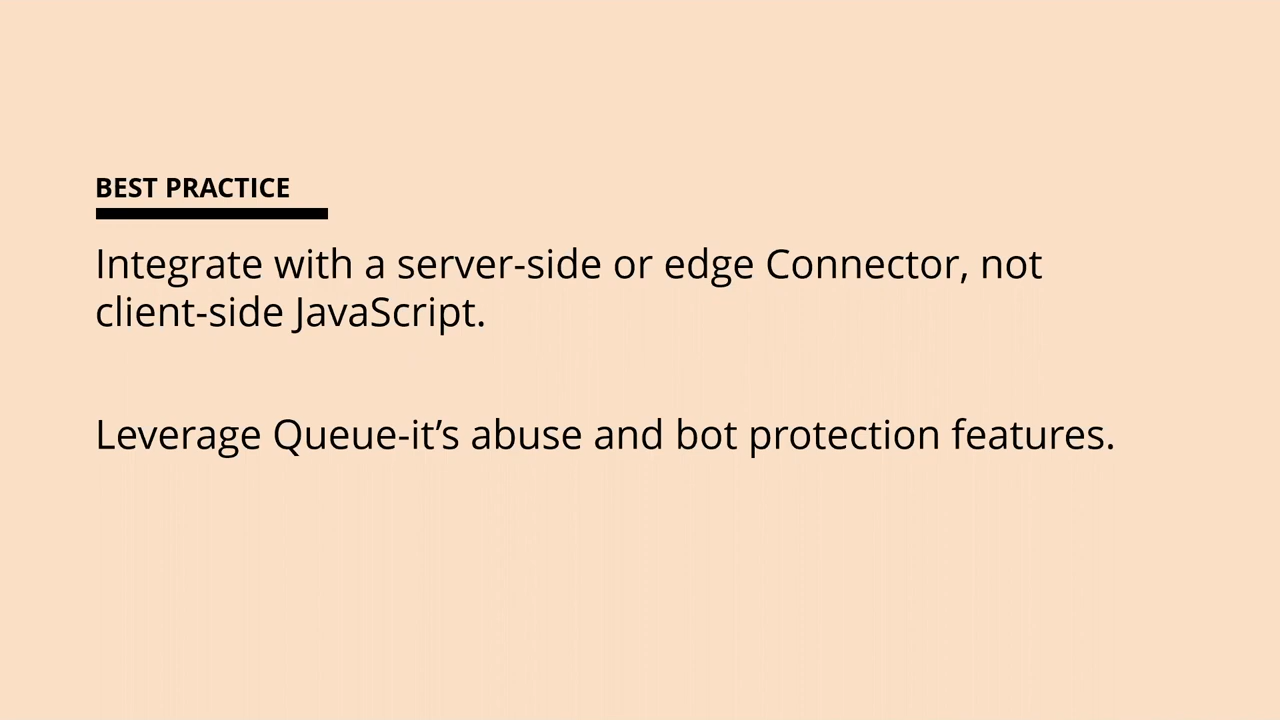 BEST PRACTICE
Integrate with a server-side or edge Connector, not
client-side JavaScript.
Leverage Queue-it’s abuse and bot protection features.